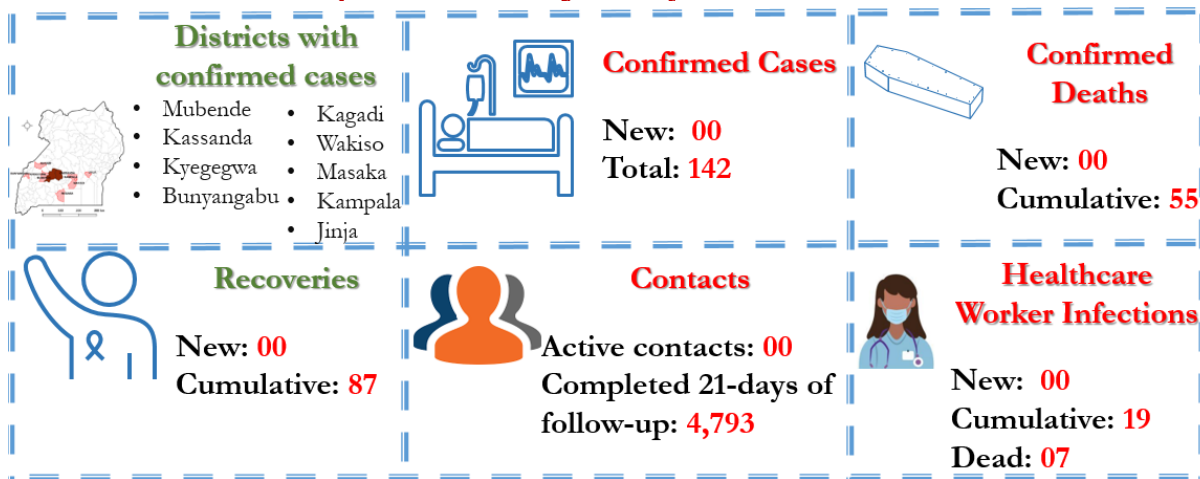 Districts with
confirmed cases
• Mubende
• Kassanda
• Kyegegwa
• Bunyangabu
• Kagadi
• Wakiso
• Masaka
• Kampala
• Jinja
Confirmed Cases
New: 00
Total: 142
Confirmed
Deaths
New: 00
Cumulative: 55
Recoveries
New: 00
Cumulative: 87
Contacts
Active contacts: 00
Completed 21-days of
follow-up: 4,793
Healthcare
Worker Infections
New: 00
Cumulative: 19
Dead: 07